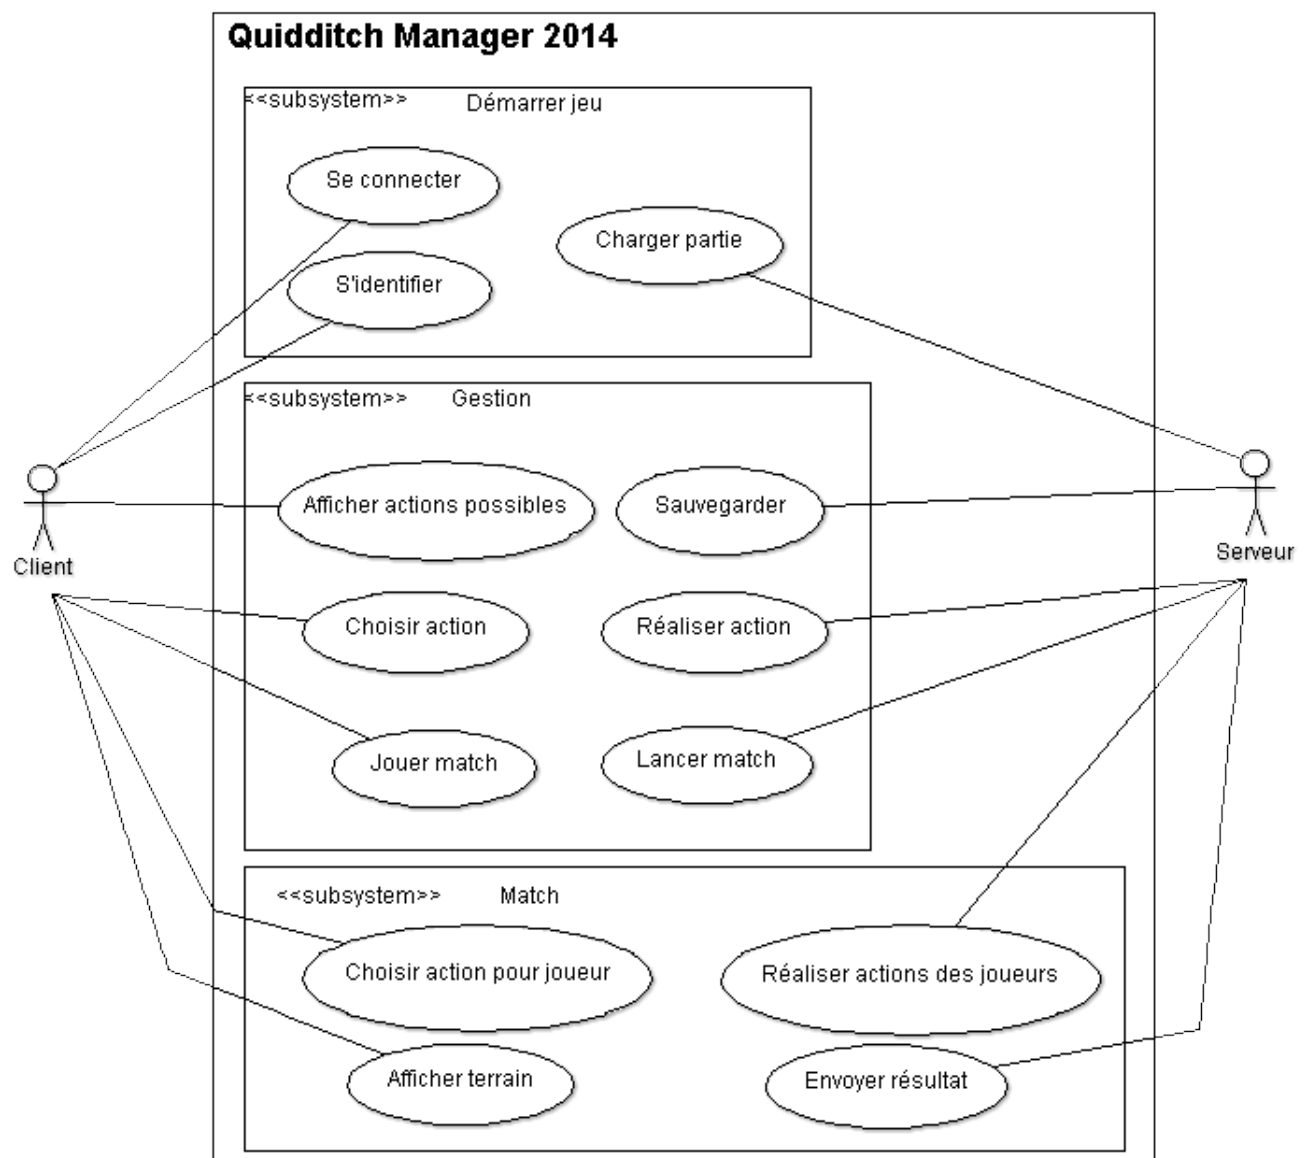 Quidditch Manager 2014
<<subsystem>> Démarrer jeu
Se connecter
Charger partie
S'identifier
<<subsystem>> Gestion
Afficher actions possibles
Sauvegarder
Client
Serveur
Choisir action
Réaliser action
Jouer match
Lancer match
<<subsystem>> Match
Choisir action pour joueur
Réaliser actions des joueurs
Afficher terrain
Envoyer résultat